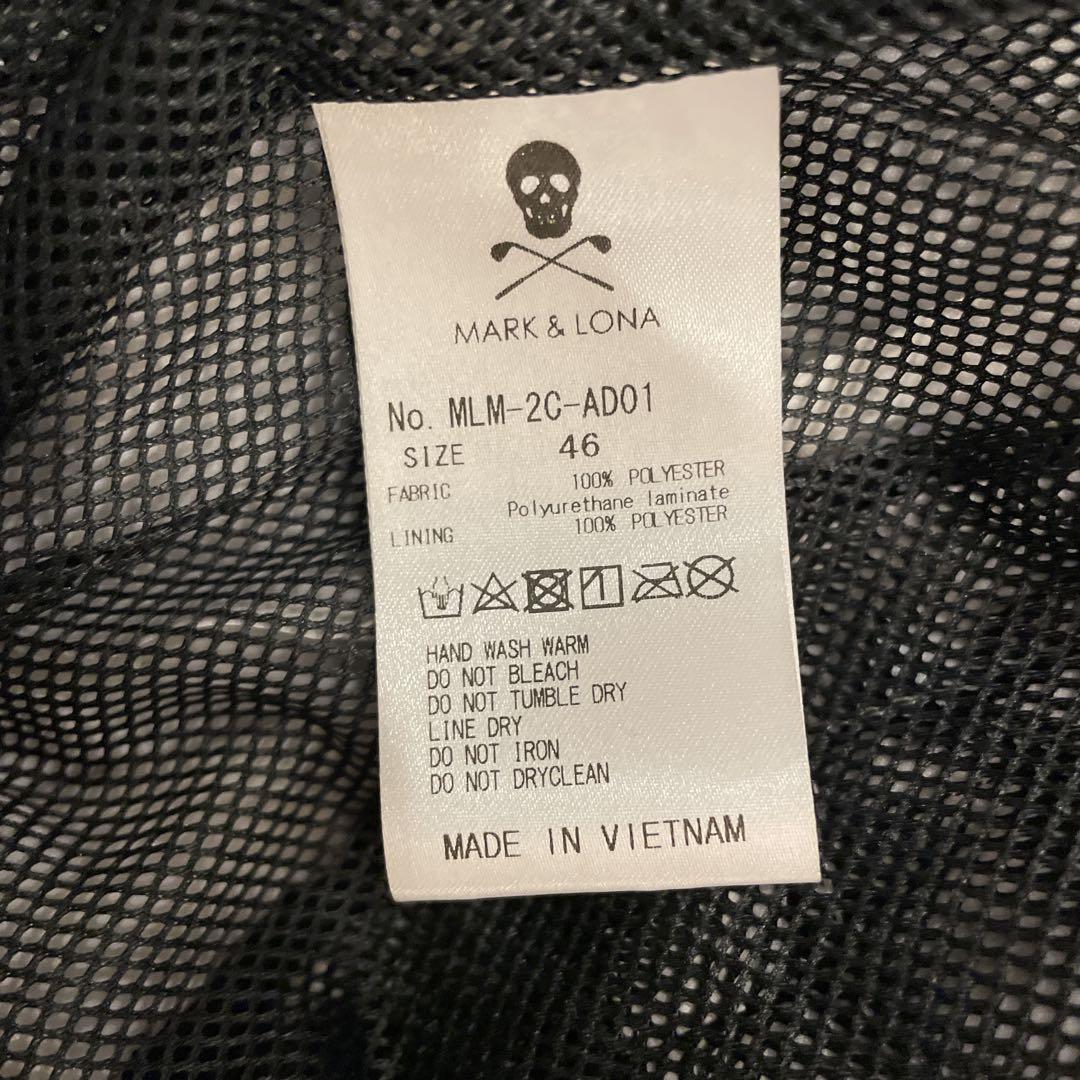 MARK & LONA
No. MLM-2C-AD01
SIZE 46
FABRIC 100% POLYESTER
Polyurethane laminate
LINING 100% POLYESTER
HAND WASH WARM
DO NOT BLEACH
DO NOT TUMBLE DRY
LINE DRY
DO NOT IRON
DO NOT DRYCLEAN
MADE IN VIETNAM